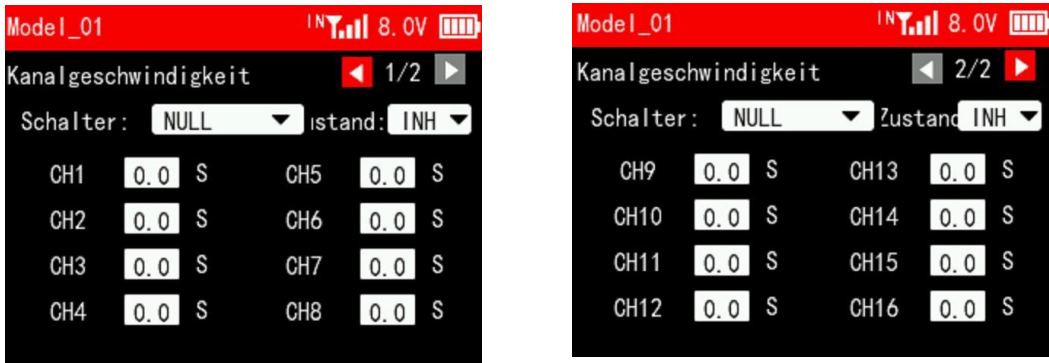 Model_01 IN 8.0V
Kanalgeschwindigkeit 1/2
Schalter: NULL ustand: INH
CH1 0.0 S CH5 0.0 S
CH2 0.0 S CH6 0.0 S
CH3 0.0 S CH7 0.0 S
CH4 0.0 S CH8 0.0 S
Model_01 IN 8.0V
Kanalgeschwindigkeit 2/2
Schalter: NULL Zustand INH
CH9 0.0 S CH13 0.0 S
CH10 0.0 S CH14 0.0 S
CH11 0.0 S CH15 0.0 S
CH12 0.0 S CH16 0.0 S